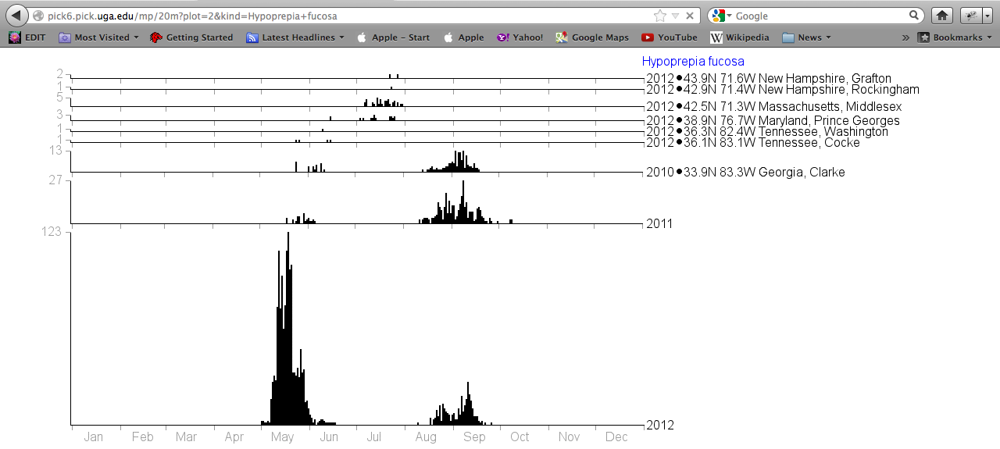 pick6.pick.uga.edu/mp/20m?plot=2&kind=Hypoprepia+fucosa Google
EDIT Most Visited Getting Started Latest Headlines Apple – Start Apple Yahoo! Google Maps YouTube Wikipedia News » Bookmarks
Hypoprepia fucosa
2 2012 ●43.9N 71.6W New Hampshire, Grafton
1 2012 ●42.9N 71.4W New Hampshire, Rockingham
5 2012 ●42.5N 71.3W Massachusetts, Middlesex
3 2012 ●38.9N 76.7W Maryland, Prince Georges
1 2012 ●36.3N 82.4W Tennessee, Washington
1 2012 ●36.1N 83.1W Tennessee, Cocke
13 2010 ●33.9N 83.3W Georgia, Clarke
27 2011
123 2012
Jan Feb Mar Apr May Jun Jul Aug Sep Oct Nov Dec